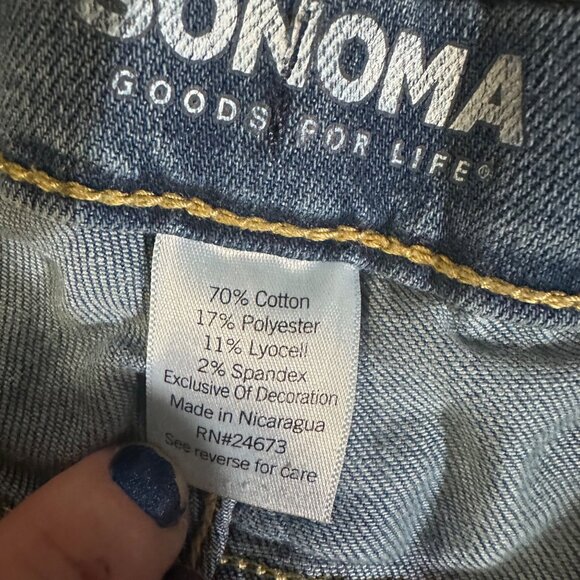 SONOMA
GOODS FOR LIFE®
70% Cotton
17% Polyester
11% Lyocell
2% Spandex
Exclusive Of Decoration
Made in Nicaragua
RN#24673
See reverse for care